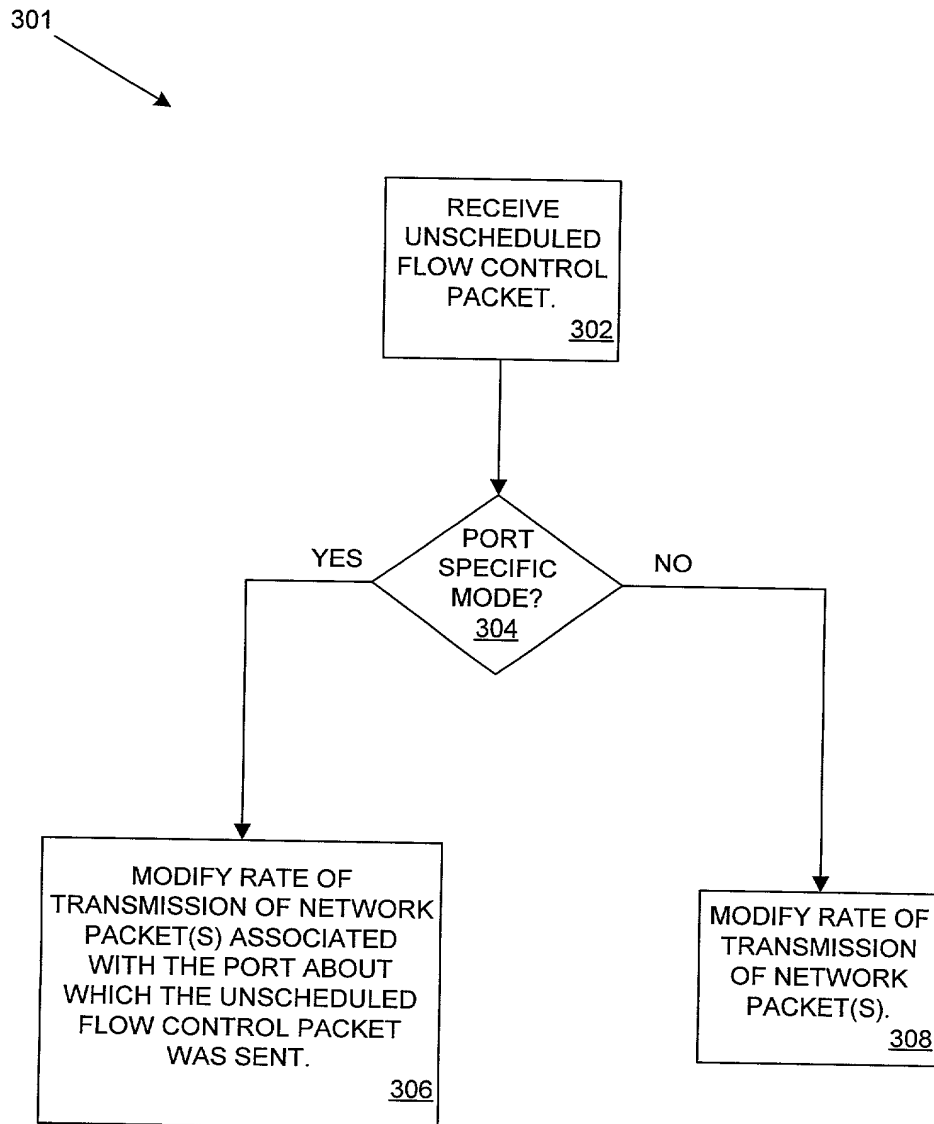 301
RECEIVE
UNSCHEDULED
FLOW CONTROL
PACKET.
302
PORT
SPECIFIC
MODE?
304
YES
NO
MODIFY RATE OF
TRANSMISSION OF NETWORK
PACKET(S) ASSOCIATED
WITH THE PORT ABOUT
WHICH THE UNSCHEDULED
FLOW CONTROL PACKET
WAS SENT.
306
MODIFY RATE OF
TRANSMISSION
OF NETWORK
PACKET(S).
308